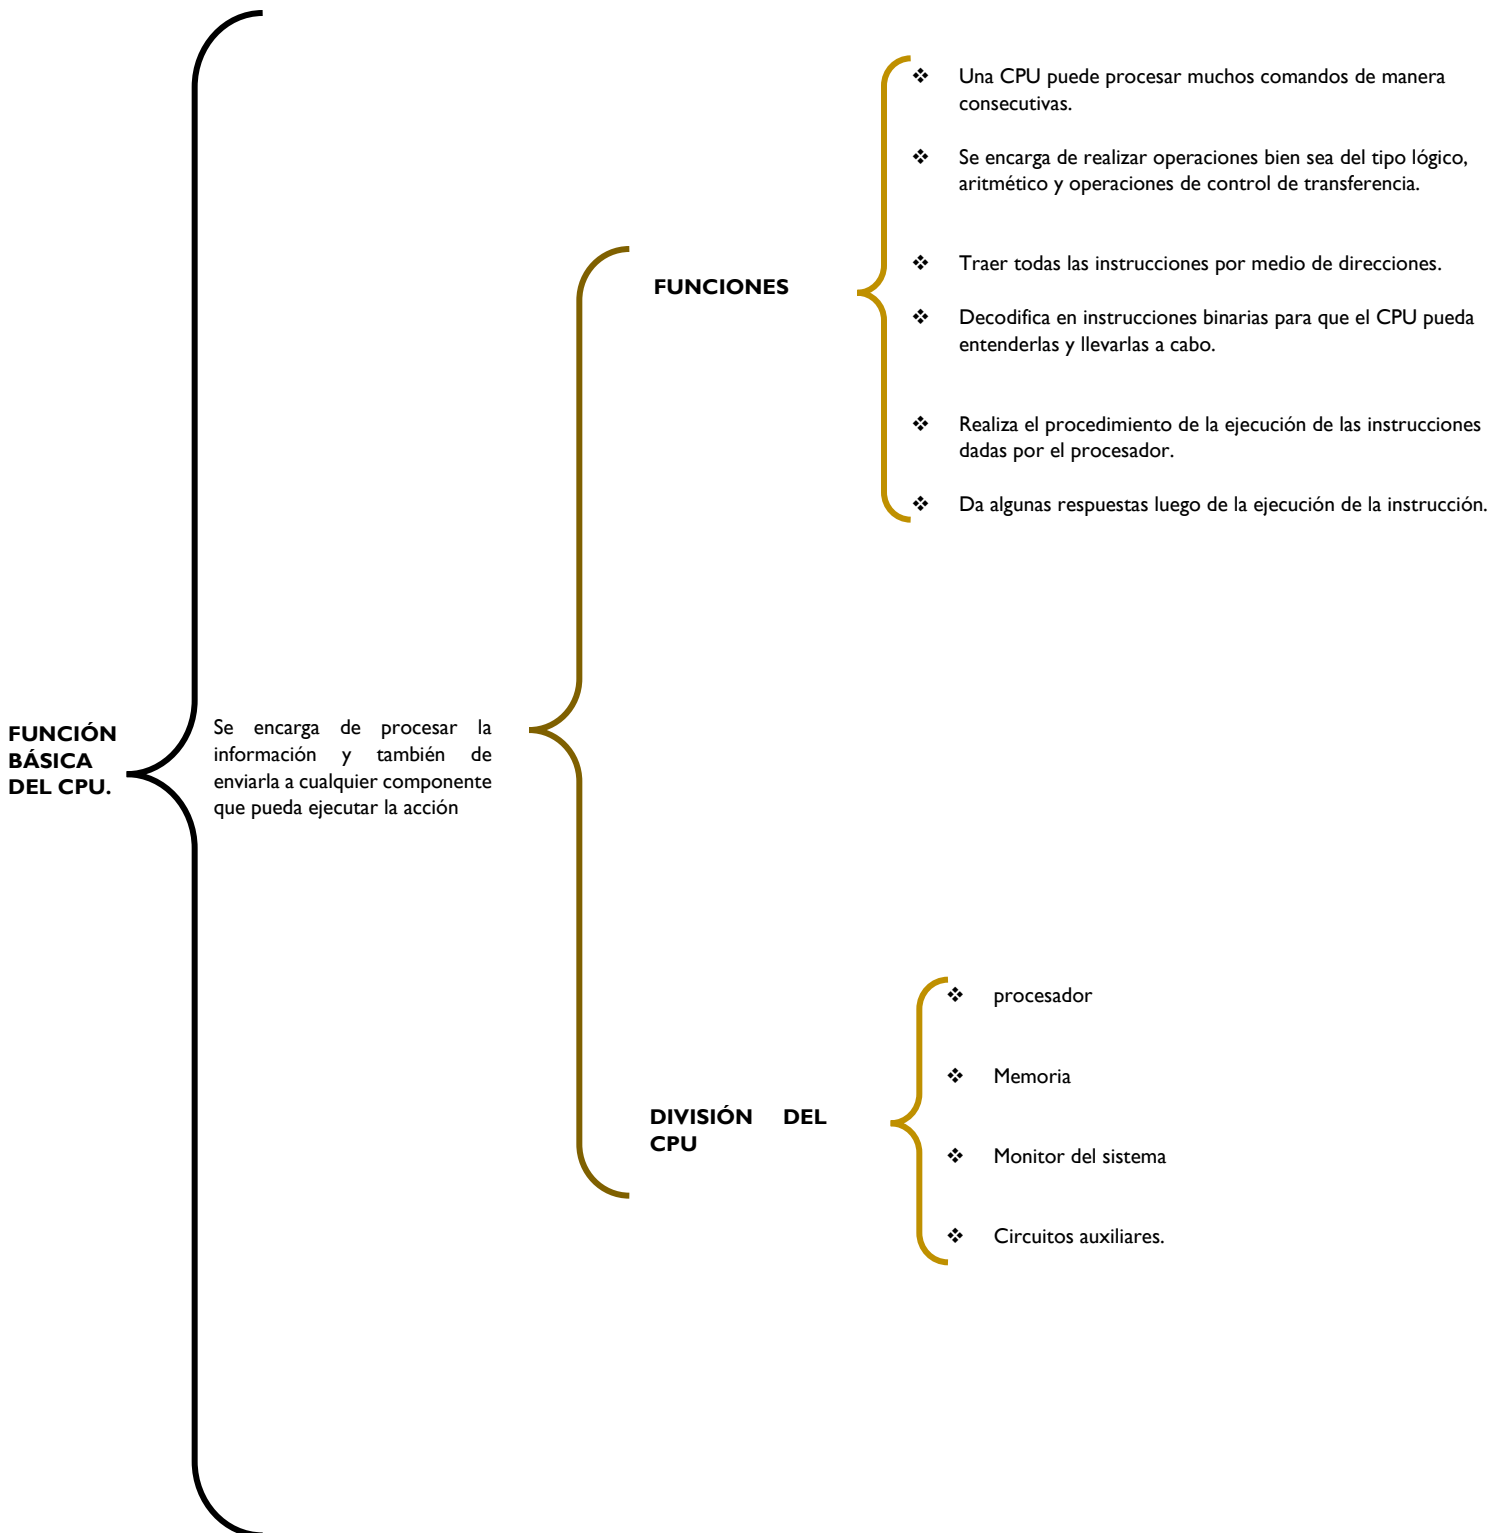 FUNCIÓN
BÁSICA
DEL CPU.
Se encarga de procesar la
información y también de
enviarla a cualquier componente
que pueda ejecutar la acción
FUNCIONES
❖ Una CPU puede procesar muchos comandos de manera
consecutivas.
❖ Se encarga de realizar operaciones bien sea del tipo lógico,
aritmético y operaciones de control de transferencia.
❖ Traer todas las instrucciones por medio de direcciones.
❖ Decodifica en instrucciones binarias para que el CPU pueda
entenderlas y llevarlas a cabo.
❖ Realiza el procedimiento de la ejecución de las instrucciones
dadas por el procesador.
❖ Da algunas respuestas luego de la ejecución de la instrucción.
DIVISIÓN DEL
CPU
❖ procesador
❖ Memoria
❖ Monitor del sistema
❖ Circuitos auxiliares.